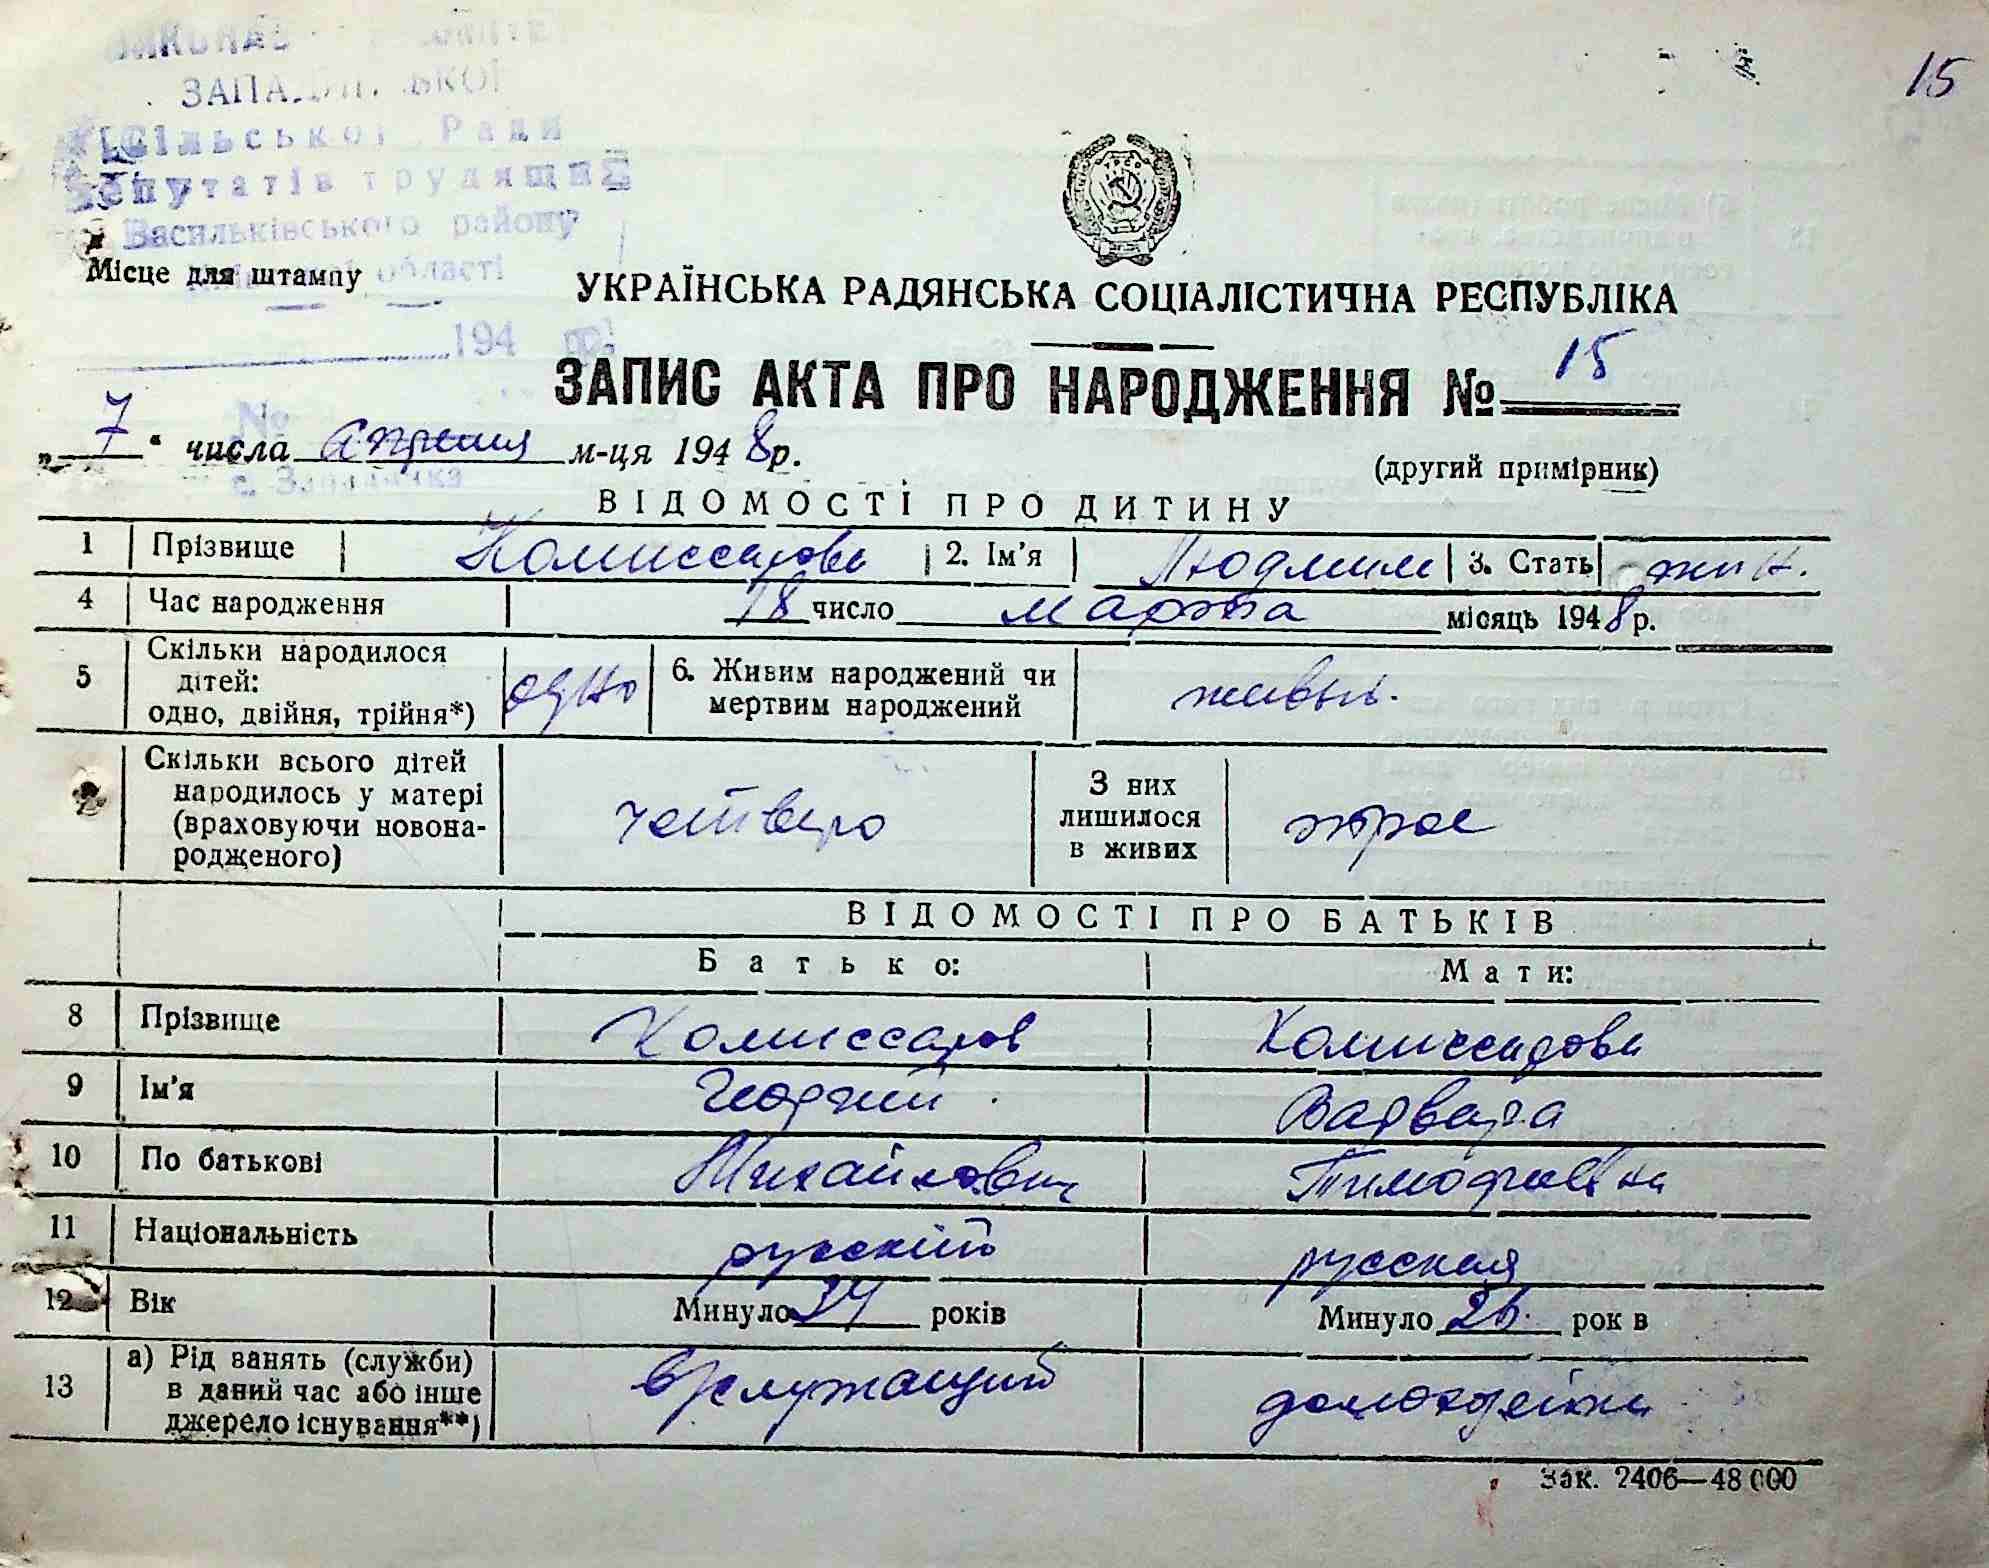 15
ЗАПАДИНСЬКОЇ
Сільської Ради
Депутатів трудящих
Васильківського району
області
Місце для штампу
194 р.
УКРАЇНСЬКА РАДЯНСЬКА СОЦІАЛІСТИЧНА РЕСПУБЛІКА
ЗАПИС АКТА ПРО НАРОДЖЕННЯ № 15
„ 7 “ числа апреля м-ця 1948 р.
(другий примірник)
№
ВІДОМОСТІ ПРО ДИТИНУ
1 Прізвище Комиссарова 2. Ім’я Людмила 3. Стать жін.
4 Час народження 18 число марта місяць 1948 р.
5 Скільки народилося дітей: одно, двійня, трійня*) одно 6. Живим народжений чи мертвим народжений живым.
Скільки всього дітей народилось у матері (враховуючи новонародженого) четверо З них лишилося в живих трое
ВІДОМОСТІ ПРО БАТЬКІВ
Батько: Мати:
8 Прізвище Комиссаров Комиссарова
9 Ім’я Георгий Варвара
10 По батькові Михайлович Тимофеевна
11 Національність русский русская
12 Вік Минуло 34 років Минуло 26 рок в
13 а) Рід занять (служби) в даний час або інше джерело існування**) в/служащий домохозяйка
Зак. 2406—48 000